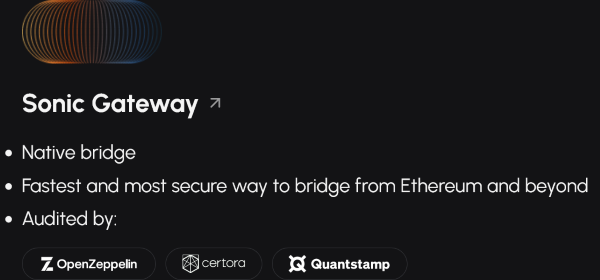 Sonic Gateway
Native bridge
Fastest and most secure way to bridge from Ethereum and beyond
Audited by:
OpenZeppelin certora Quantstamp